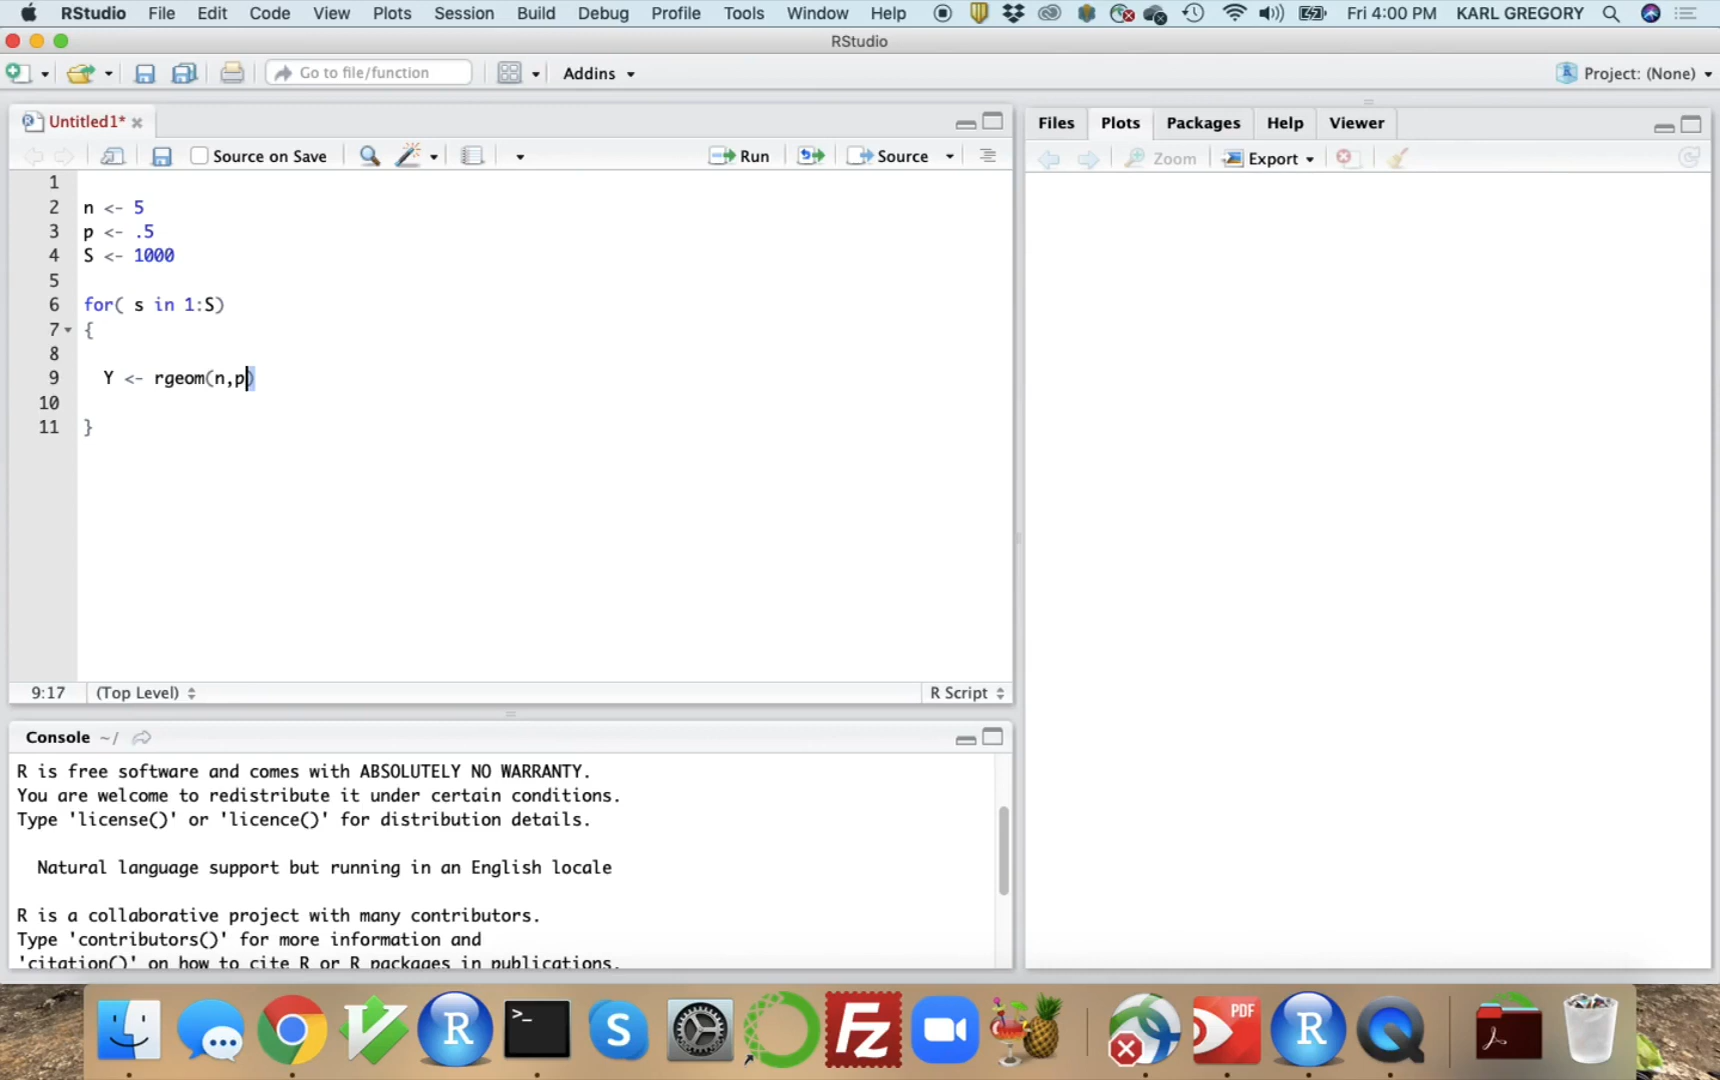 RStudio File Edit Code View Plots Session Build Debug Profile Tools Window Help Fri 4:00 PM KARL GREGORY
RStudio
Go to file/function Addins Project: (None)
Untitled1*
Source on Save Run Source
1
2 n <- 5
3 p <- .5
4 S <- 1000
5
6 for( s in 1:S)
7 {
8
9 Y <- rgeom(n,p)
10
11 }
9:17 (Top Level) R Script
Files Plots Packages Help Viewer
Zoom Export
Console ~/
R is free software and comes with ABSOLUTELY NO WARRANTY.
You are welcome to redistribute it under certain conditions.
Type 'license()' or 'licence()' for distribution details.
Natural language support but running in an English locale
R is a collaborative project with many contributors.
Type 'contributors()' for more information and
'citation()' on how to cite R or R packages in publications.
R >_ S Fz PDF R